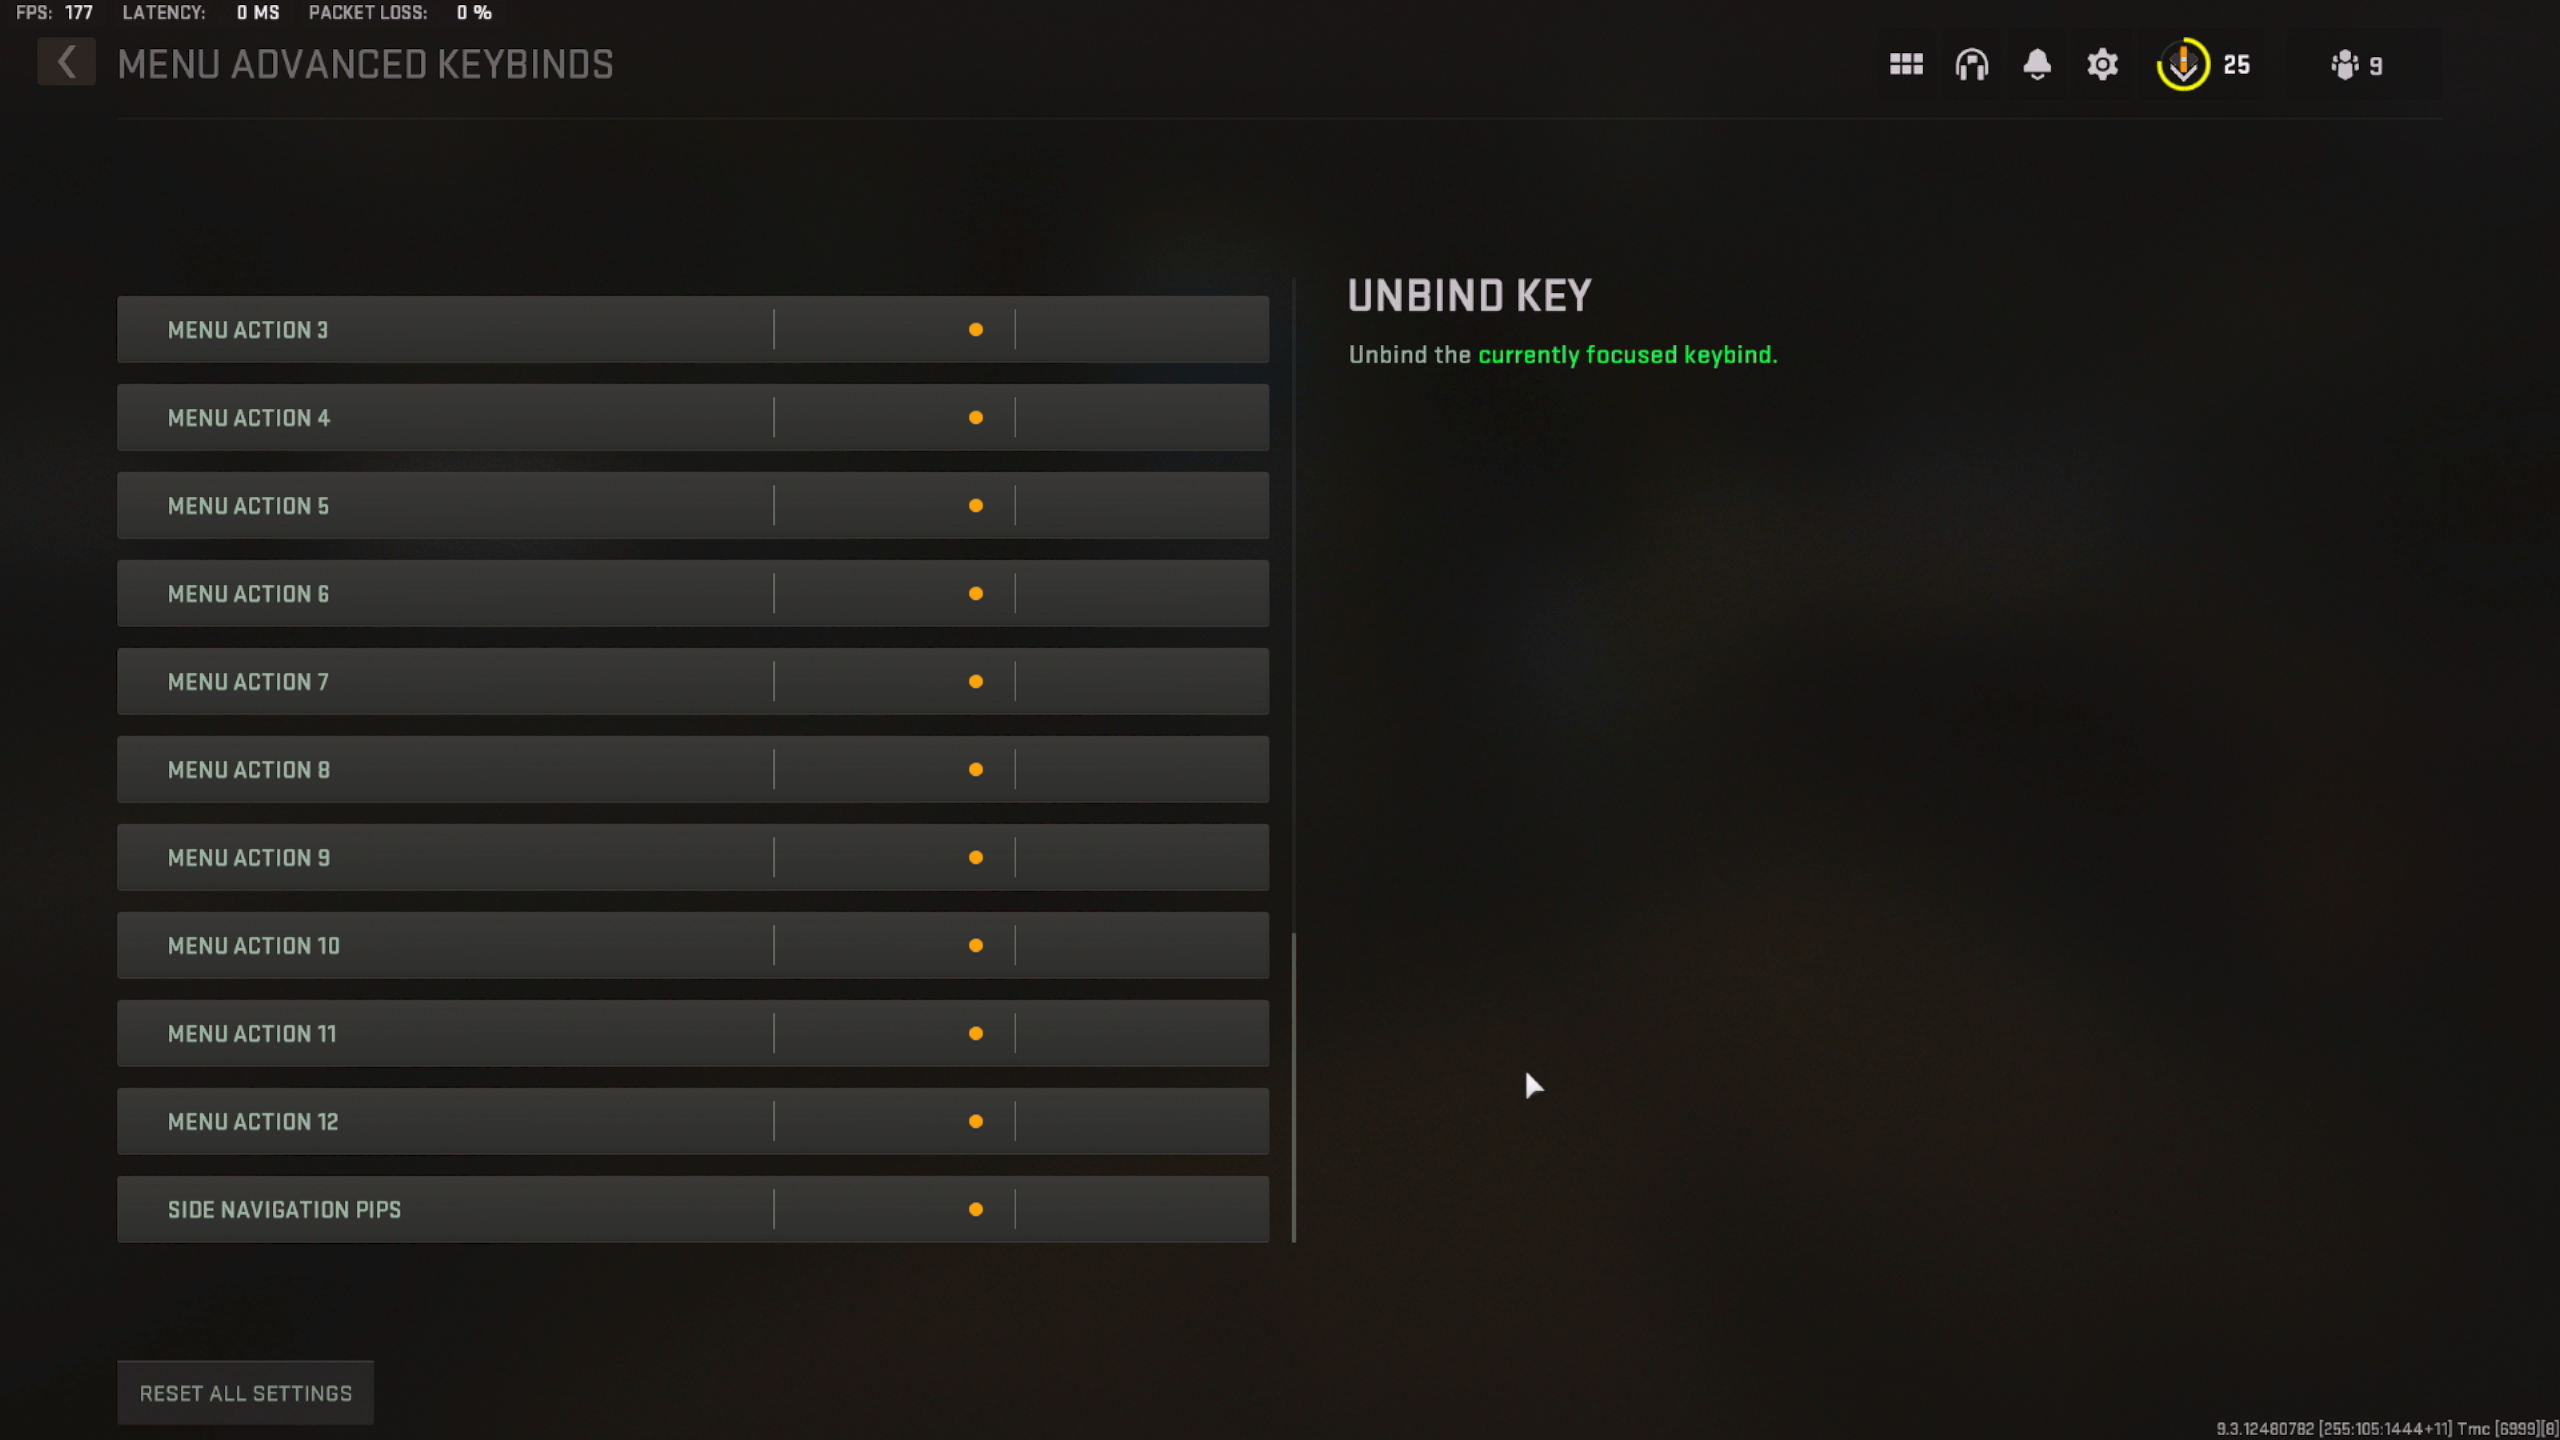 FPS: 177 LATENCY: 0 MS PACKET LOSS: 0 %
MENU ADVANCED KEYBINDS
25
9
UNBIND KEY
Unbind the currently focused keybind.
MENU ACTION 3
MENU ACTION 4
MENU ACTION 5
MENU ACTION 6
MENU ACTION 7
MENU ACTION 8
MENU ACTION 9
MENU ACTION 10
MENU ACTION 11
MENU ACTION 12
SIDE NAVIGATION PIPS
RESET ALL SETTINGS
9.3.12480782 [255:105:1444+11] Tmc [6999][8]